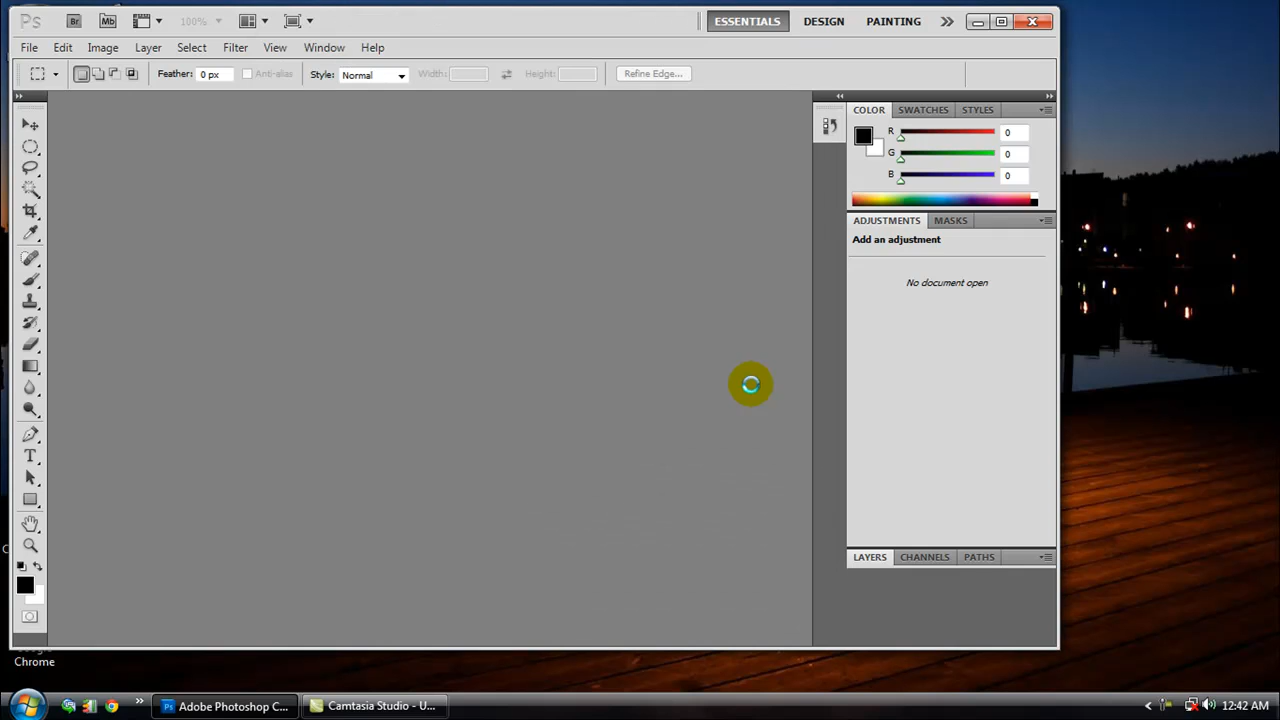 Ps Br Mb 100% ESSENTIALS DESIGN PAINTING
File Edit Image Layer Select Filter View Window Help
Feather: 0 px Anti-alias Style: Normal Width: Height: Refine Edge...
COLOR SWATCHES STYLES
R 0
G 0
B 0
ADJUSTMENTS MASKS
Add an adjustment
No document open
LAYERS CHANNELS PATHS
Chrome
Adobe Photoshop C... Camtasia Studio - U... 12:42 AM